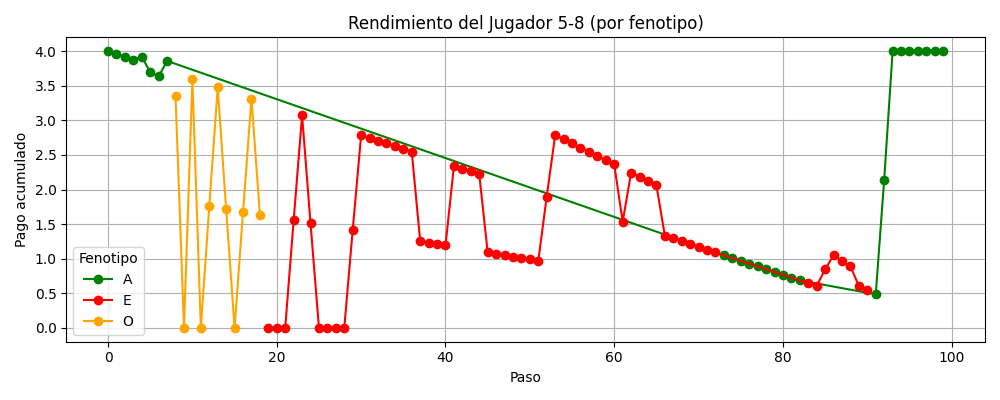 Rendimiento del Jugador 5-8 (por fenotipo)
Pago acumulado
4.0
3.5
3.0
2.5
2.0
1.5
1.0
0.5
0.0
Fenotipo
A
E
O
0 20 40 60 80 100
Paso